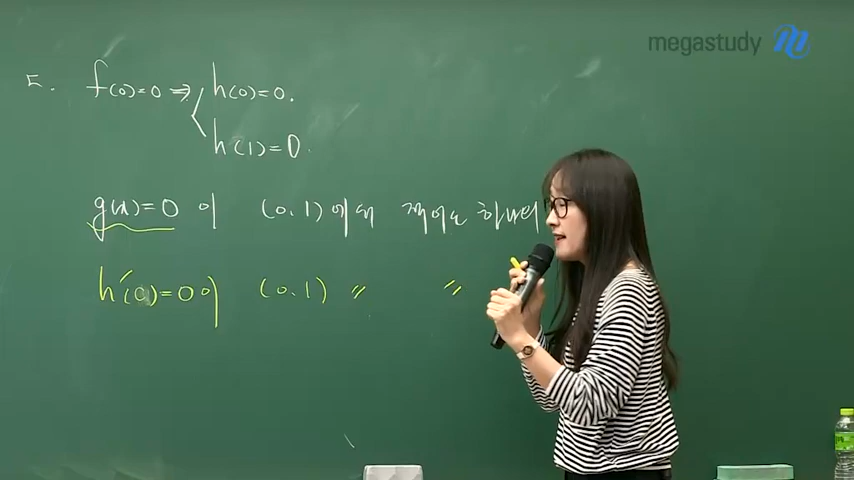 megastudy
ㄷ. f(0)=0 ⇒ h(0)=0.
h(1)=0.
g(x)=0 이 (0.1)에서 적어도 하나의
h'(0)=0이 (0.1) 〃 〃